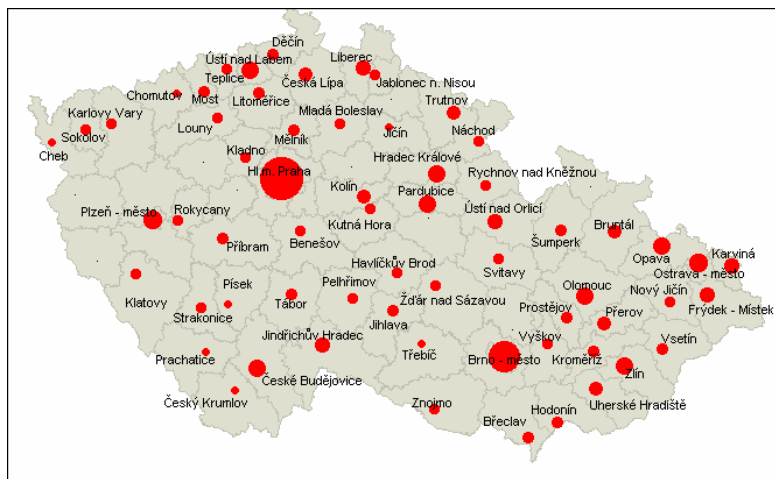 Děčín
Ústí nad Labem
Liberec
Teplice
Česká Lípa
Jablonec n. Nisou
Chomutov
Most
Litoměřice
Karlovy Vary
Mladá Boleslav
Trutnov
Sokolov
Louny
Mělník
Jičín
Náchod
Cheb
Kladno
Hradec Králové
Hl.m. Praha
Rychnov nad Kněžnou
Kolín
Pardubice
Plzeň - město
Rokycany
Kutná Hora
Ústí nad Orlicí
Bruntál
Příbram
Benešov
Šumperk
Opava
Karviná
Havlíčkův Brod
Svitavy
Ostrava - město
Klatovy
Písek
Pelhřimov
Olomouc
Nový Jičín
Tábor
Žďár nad Sázavou
Prostějov
Frýdek - Místek
Strakonice
Jihlava
Přerov
Jindřichův Hradec
Vyškov
Vsetín
Prachatice
Třebíč
Brno - město
Kroměříž
Zlín
České Budějovice
Český Krumlov
Znojmo
Uherské Hradiště
Hodonín
Břeclav